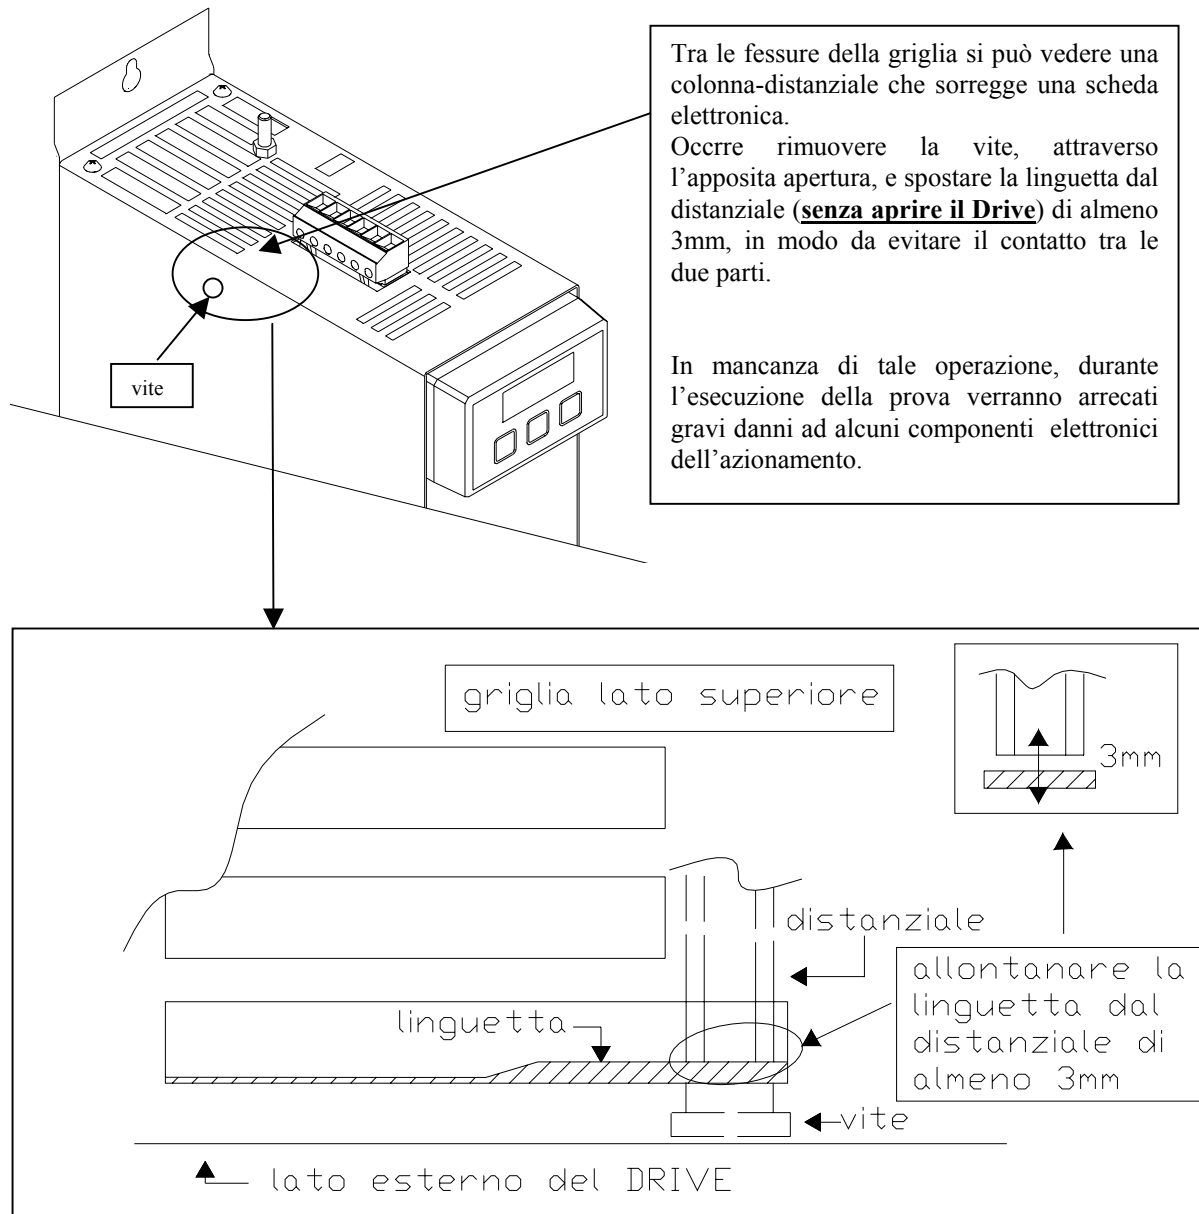 Tra le fessure della griglia si può vedere una
colonna-distanziale che sorregge una scheda
elettronica.
Occrre rimuovere la vite, attraverso
l’apposita apertura, e spostare la linguetta dal
distanziale (senza aprire il Drive) di almeno
3mm, in modo da evitare il contatto tra le
due parti.
In mancanza di tale operazione, durante
l’esecuzione della prova verranno arrecati
gravi danni ad alcuni componenti elettronici
dell’azionamento.
vite
griglia lato superiore
3mm
distanziale
linguetta
allontanare la
linguetta dal
distanziale di
almeno 3mm
vite
lato esterno del DRIVE